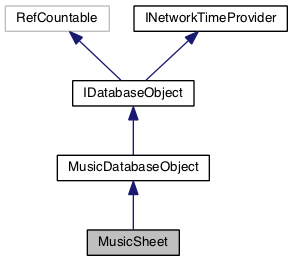 RefCountable
INetworkTimeProvider
IDatabaseObject
MusicDatabaseObject
MusicSheet